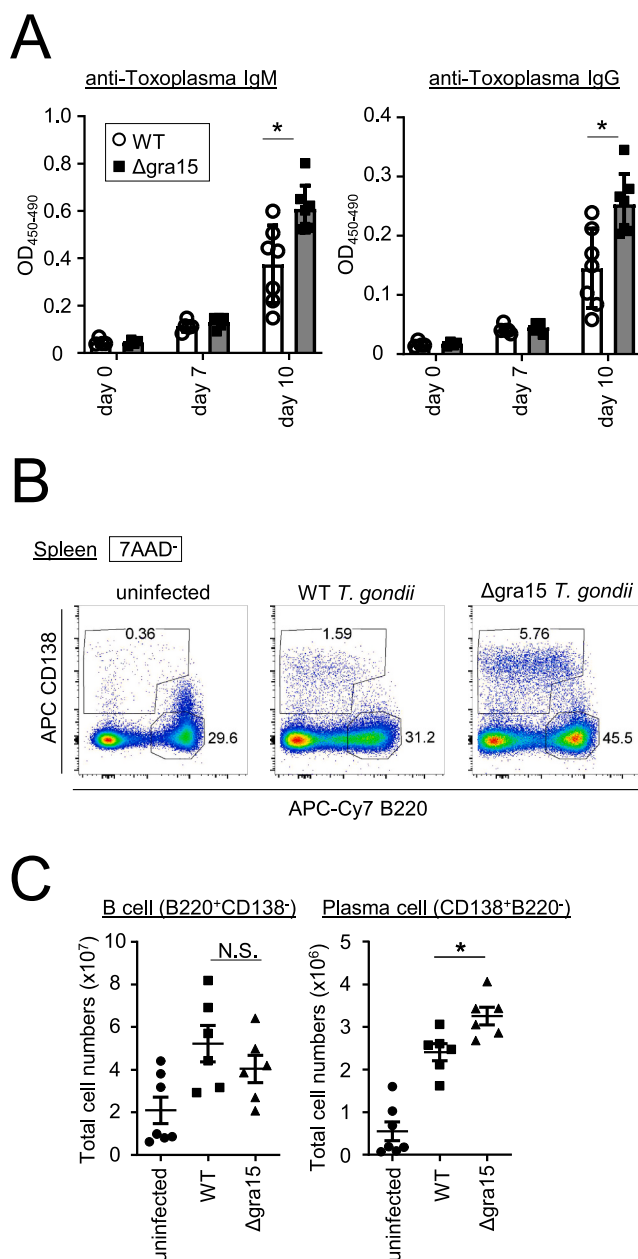 A
anti-Toxoplasma IgM
anti-Toxoplasma IgG
1.0
0.8
0.6
0.4
0.2
0
OD450-490
WT
Δgra15
*
day 0
day 7
day 10
0.4
0.3
0.2
0.1
0
OD450-490
*
day 0
day 7
day 10
B
Spleen 7AAD-
uninfected
WT T. gondii
Δgra15 T. gondii
APC CD138
0.36
29.6
1.59
31.2
5.76
45.5
APC-Cy7 B220
C
B cell (B220+CD138-)
Plasma cell (CD138+B220-)
Total cell numbers (x10⁷)
10
8
6
4
2
0
N.S.
uninfected
WT
Δgra15
Total cell numbers (x10⁶)
5
4
3
2
1
0
*
uninfected
WT
Δgra15